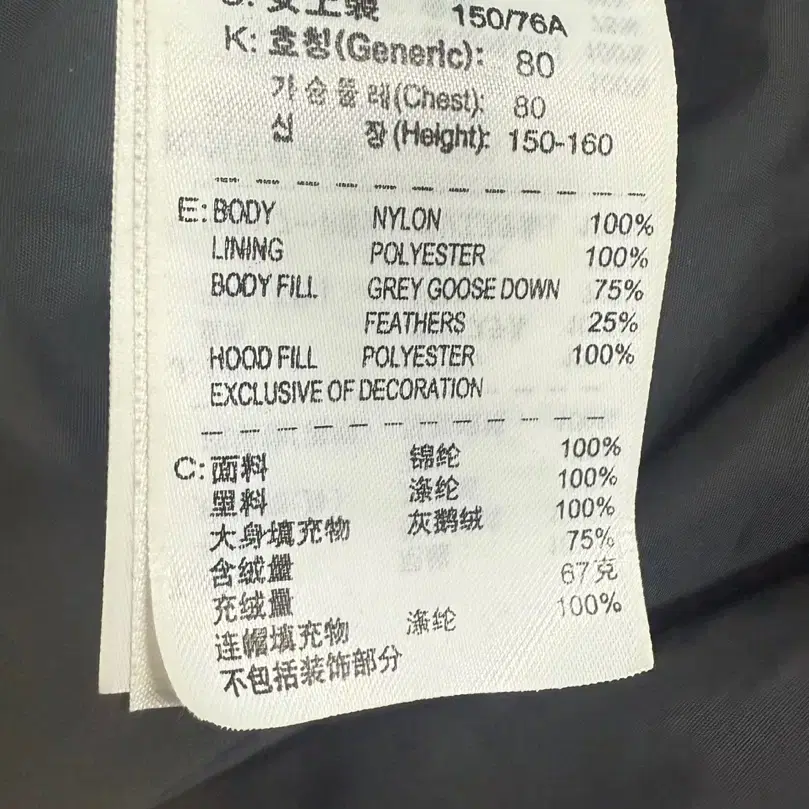 150/76A
K: 호칭(Generic): 80
가슴둘레(Chest): 80
신 장(Height): 150-160
E: BODY NYLON 100%
LINING POLYESTER 100%
BODY FILL GREY GOOSE DOWN 75%
FEATHERS 25%
HOOD FILL POLYESTER 100%
EXCLUSIVE OF DECORATION
C: 面料 锦纶 100%
里料 涤纶 100%
大身填充物 灰鹅绒 100%
含绒量 75%
充绒量 67克
连帽填充物 涤纶 100%
不包括装饰部分